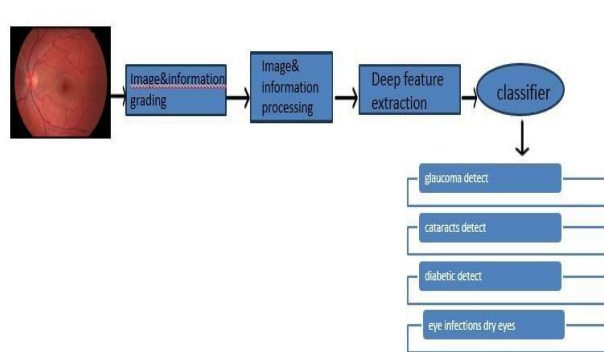 Image&information
grading
Image&
information
processing
Deep feature
extraction
classifier
glaucoma detect
cataracts detect
diabetic detect
eye infections dry eyes